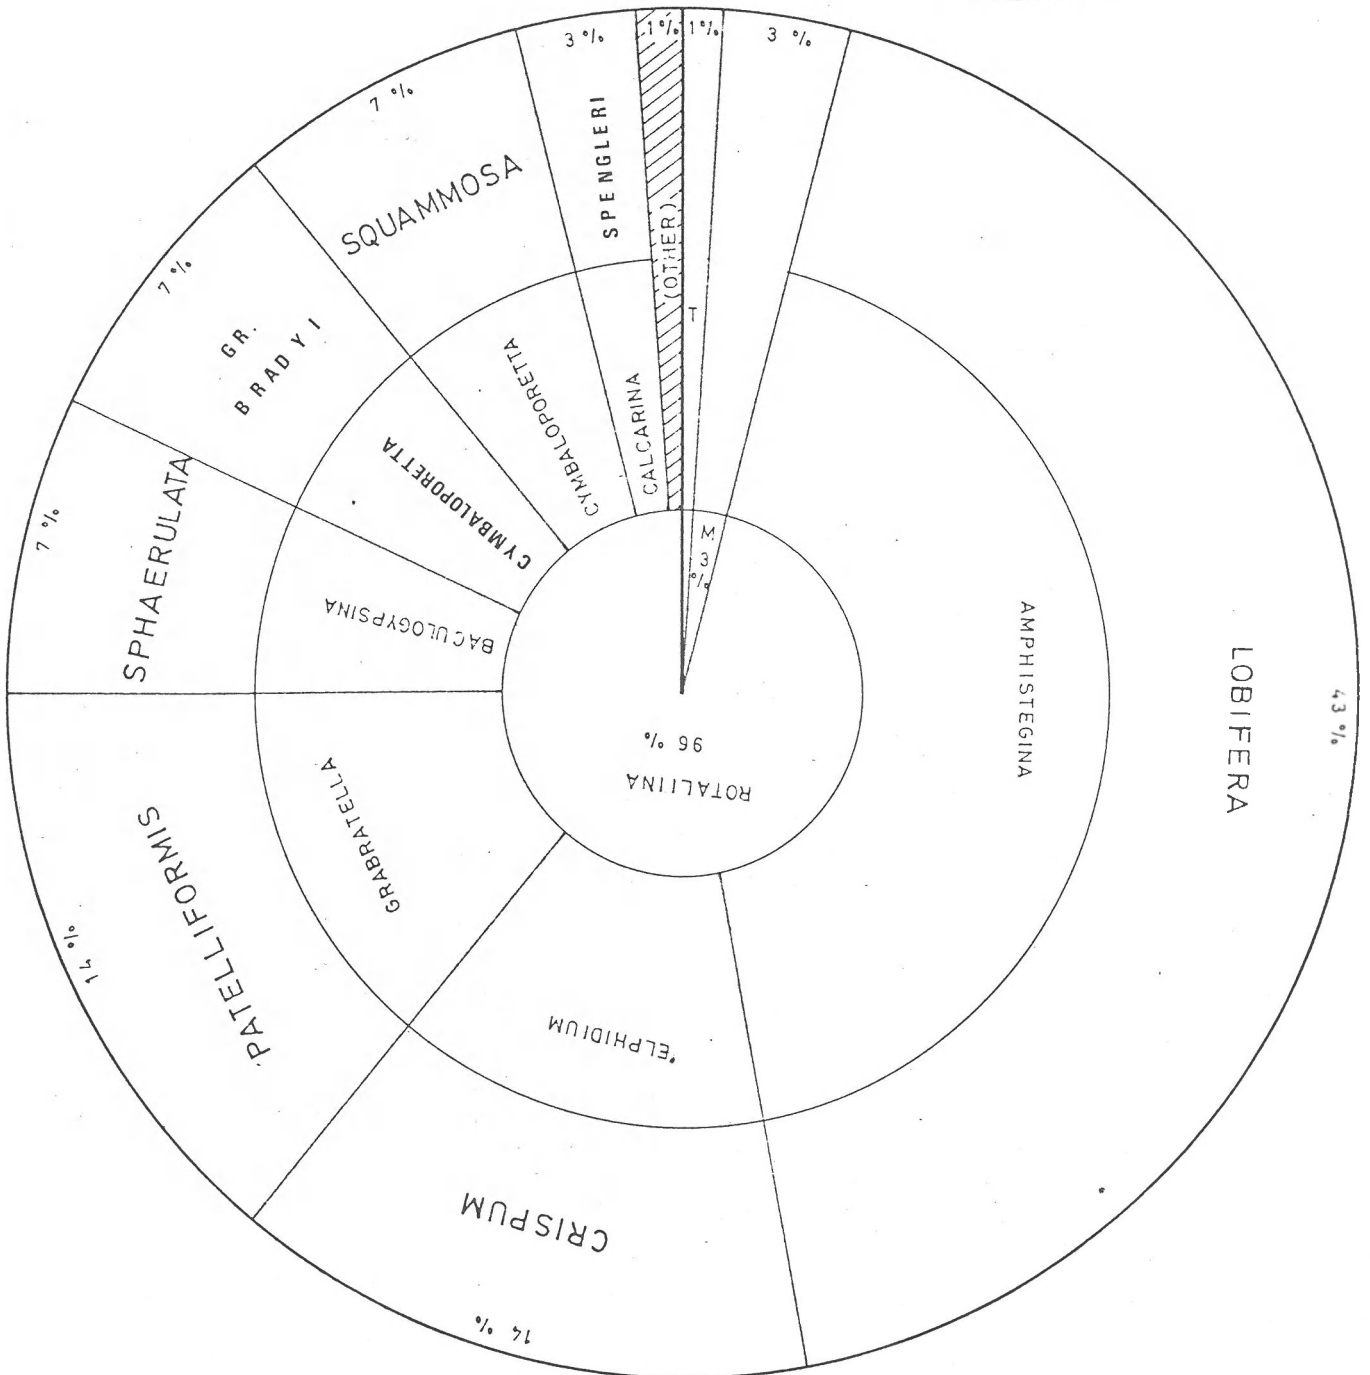 1%
T
3%
M
3
%
43%
LOBIFERA
AMPHISTEGINA
14%
CRISPUM
ELPHIDIUM
14%
PATELLIFORMIS
GRABRATELLA
7%
SPHAERULATA
BACULOGYPSINA
7%
GR.
BRADYI
CYMBALOPORETTA
7%
SQUAMMOSA
CYMBALOPORETTA
3%
SPENGLERI
CALCARINA
1%
(OTHER)
96%
ROTALIINA